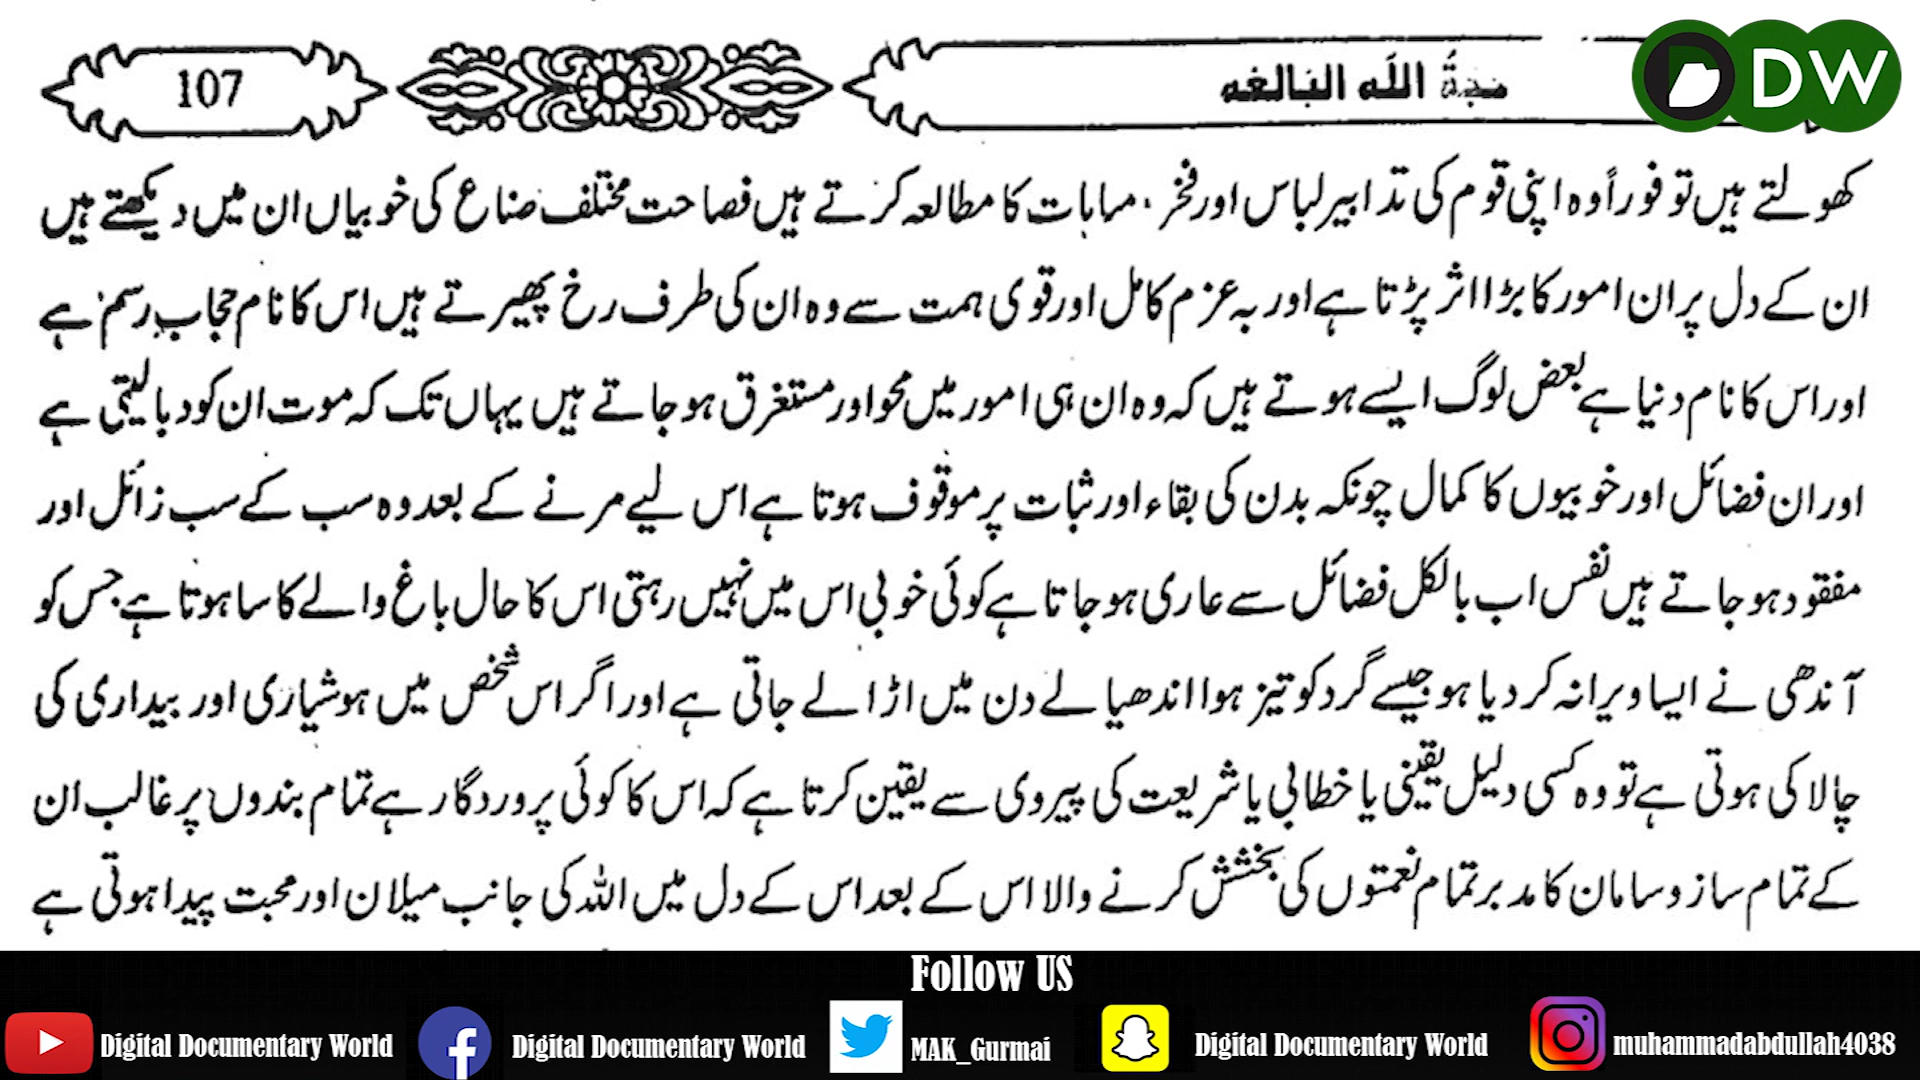 107
حجۃُ اللہ البالغہ
DDW
کھولتے ہیں تو فوراً وہ اپنی قوم کی تدابیر لباس اور فخر . مباہات کا مطالعہ کرتے ہیں فصاحت مختلف صناع کی خوبیاں ان میں دیکھتے ہیں
ان کے دل پر ان امور کا بڑا اثر پڑتا ہے اور بہ عزم کامل اور قوی ہمت سے وہ ان کی طرف رخ پھیرتے ہیں اس کا نام حجاب رسم ہے
اور اس کا نام دنیا ہے بعض لوگ ایسے ہوتے ہیں کہ وہ ان ہی امور میں محو اور مستغرق ہو جاتے ہیں یہاں تک کہ موت ان کو دبا لیتی ہے
اور ان فضائل اور خوبیوں کا کمال چونکہ بدن کی بقاء اور ثبات پر موقوف ہوتا ہے اس لیے مرنے کے بعد وہ سب کے سب زائل اور
مفقود ہو جاتے ہیں نفس اب بالکل فضائل سے عاری ہو جاتا ہے کوئی خوبی اس میں نہیں رہتی اس کا حال باغ والے کا سا ہوتا ہے جس کو
آندھی نے ایسا ویرانہ کر دیا ہو جیسے گرد کو تیز ہوا اندھیالے دن میں اڑا لے جاتی ہے اور اگر اس شخص میں ہوشیاری اور بیداری کی
چالاکی ہوتی ہے تو وہ کسی دلیل یقینی یا خطابی یا شریعت کی پیروی سے یقین کرتا ہے کہ اس کا کوئی پروردگار ہے تمام بندوں پر غالب ان
کے تمام ساز و سامان کا مدبر تمام نعمتوں کی بخشش کرنے والا اس کے بعد اس کے دل میں اللہ کی جانب میلان اور محبت پیدا ہوتی ہے
Follow US
Digital Documentary World
Digital Documentary World
MAK_Gurmai
Digital Documentary World
muhammadabdullah4038